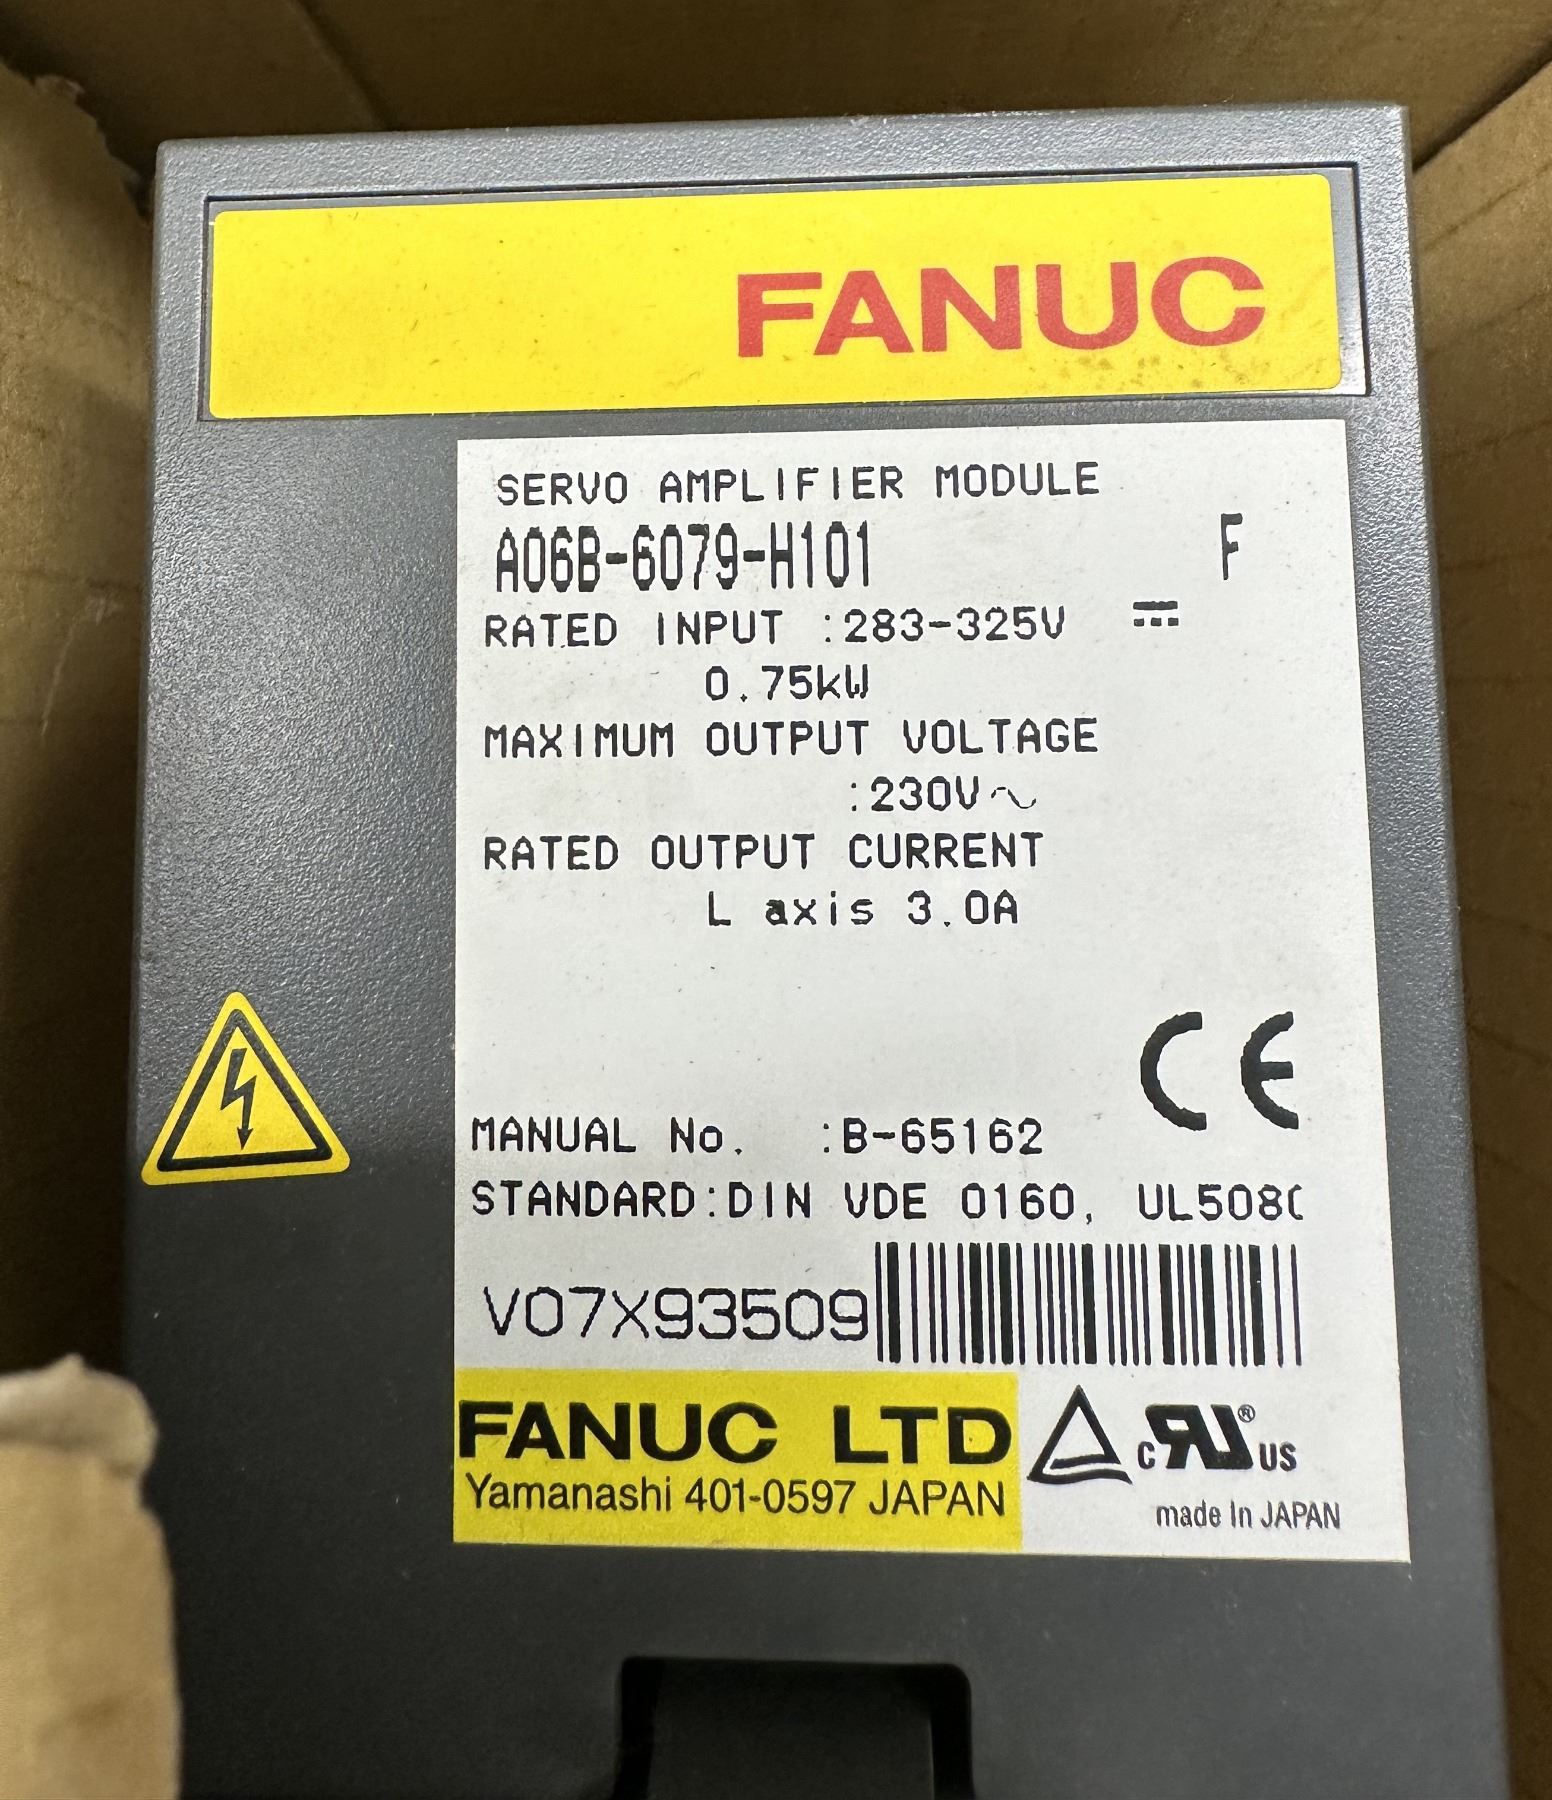 FANUC
SERVO AMPLIFIER MODULE
A06B-6079-H101 F
RATED INPUT :283-325V ⎓
0.75kW
MAXIMUM OUTPUT VOLTAGE
:230V～
RATED OUTPUT CURRENT
L axis 3.0A
CE
MANUAL No. :B-65162
STANDARD:DIN VDE 0160, UL508C
V07X93509
FANUC LTD
Yamanashi 401-0597 JAPAN
c RU ® US
made In JAPAN